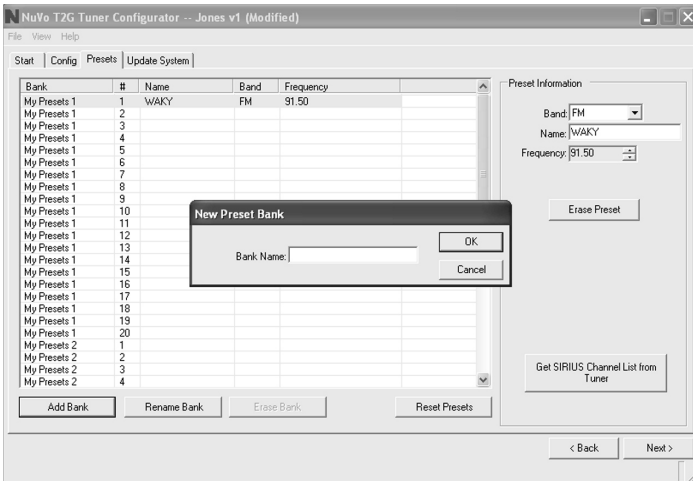 NuVo T2G Tuner Configurator -- Jones v1 (Modified)
File View Help
Start Config Presets Update System
Bank # Name Band Frequency
My Presets 1 1 WAKY FM 91.50
My Presets 1 2
My Presets 1 3
My Presets 1 4
My Presets 1 5
My Presets 1 6
My Presets 1 7
My Presets 1 8
My Presets 1 9
My Presets 1 10
My Presets 1 11
My Presets 1 12
My Presets 1 13
My Presets 1 14
My Presets 1 15
My Presets 1 16
My Presets 1 17
My Presets 1 18
My Presets 1 19
My Presets 1 20
My Presets 2 1
My Presets 2 2
My Presets 2 3
My Presets 2 4
Add Bank Rename Bank Erase Bank Reset Presets
New Preset Bank
Bank Name:
OK
Cancel
Preset Information
Band: FM
Name: WAKY
Frequency: 91.50
Erase Preset
Get SIRIUS Channel List from
Tuner
< Back Next >